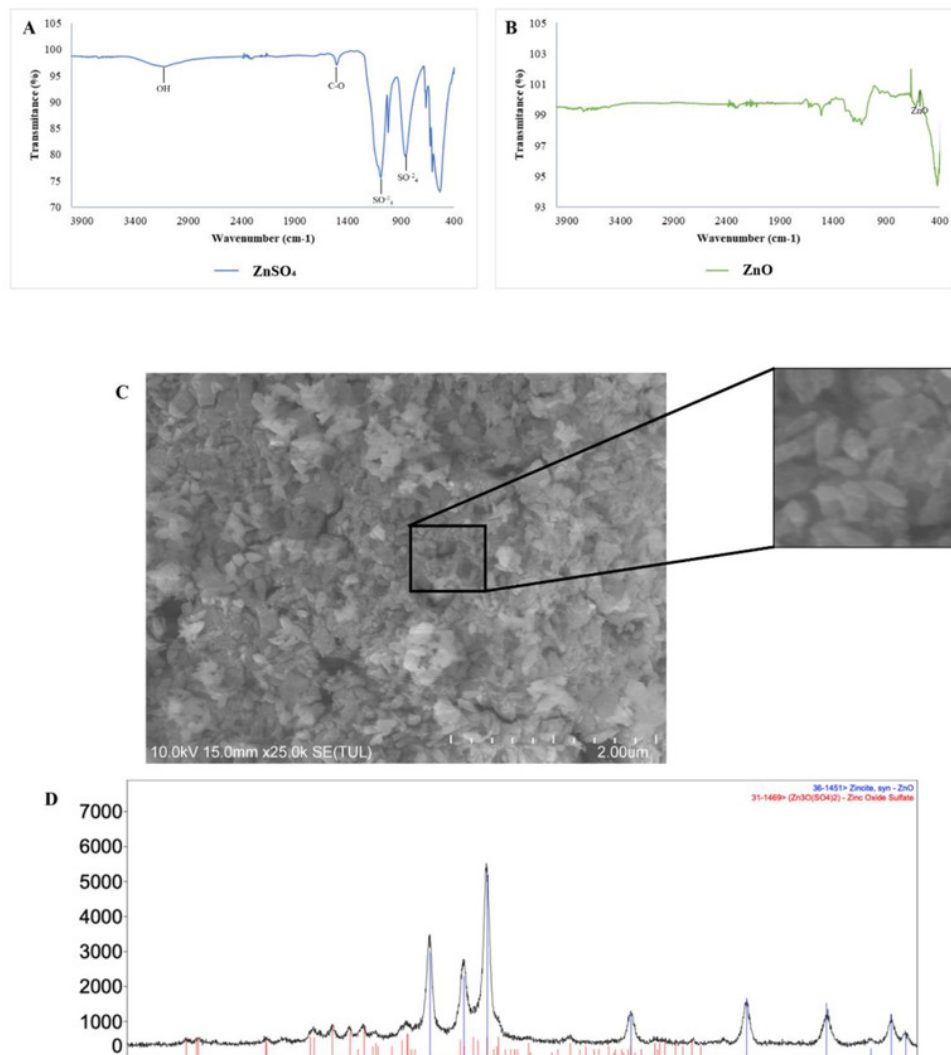 A
105
100
95
90
85
80
75
70
Transmitance (%)
OH
C-O
SO⁻²₄
SO⁻²₄
3900 3400 2900 2400 1900 1400 900 400
Wavenumber (cm-1)
ZnSO₄
B
105
103
101
99
97
95
93
Transmitance (%)
ZnO
3900 3400 2900 2400 1900 1400 900 400
Wavenumber (cm-1)
ZnO
C
10.0kV 15.0mm x25.0k SE(TUL)
2.00um
D
36-1451> Zincite, syn - ZnO
31-1469> (Zn3O(SO4)2) - Zinc Oxide Sulfate
7000
6000
5000
4000
3000
2000
1000
0